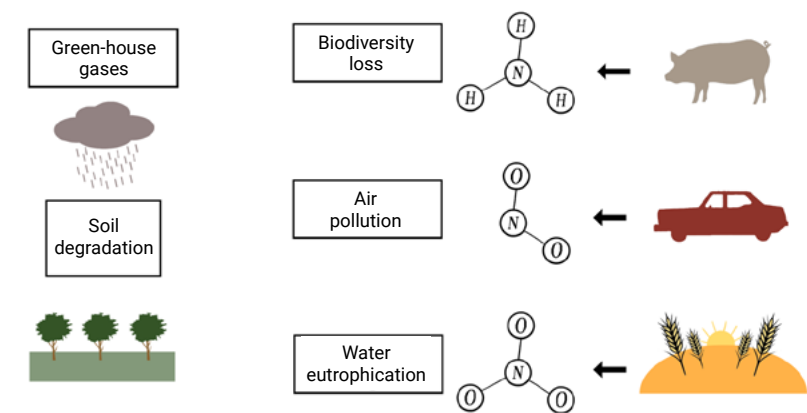 Green-house
gases
Biodiversity
loss
H
N
H
H
Soil
degradation
Air
pollution
O
N
O
Water
eutrophication
O
N
O
O